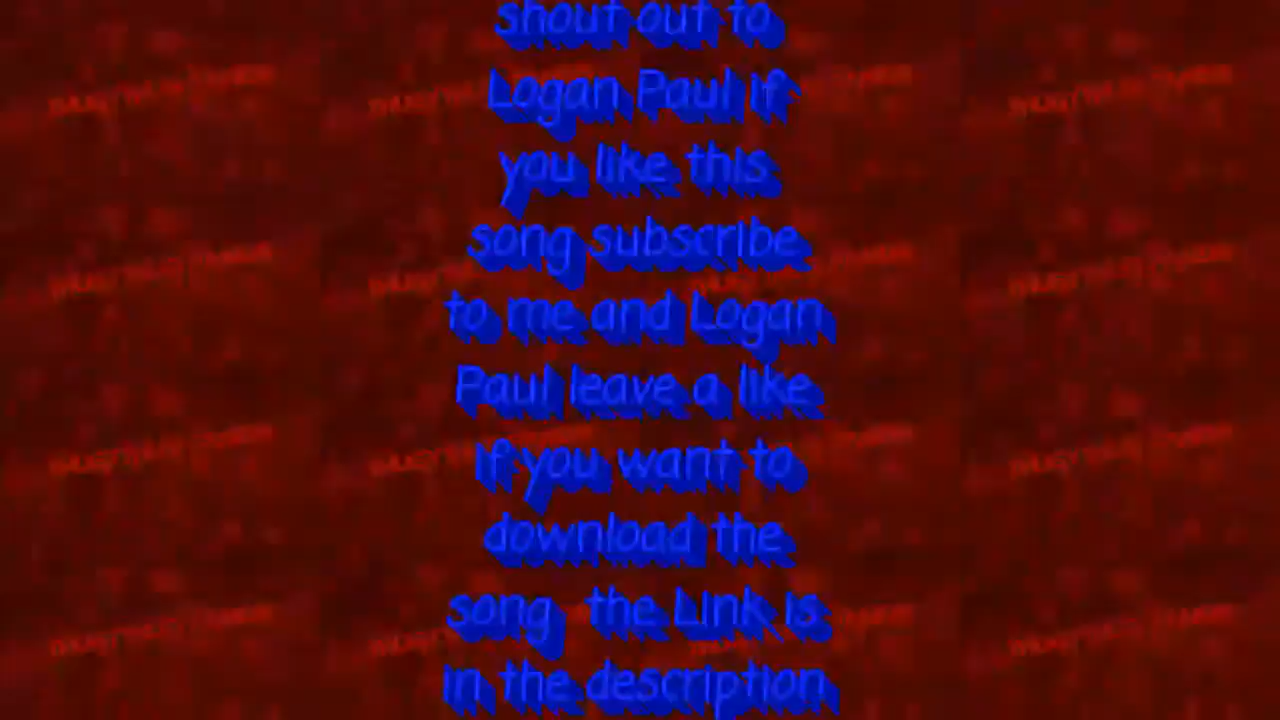 shout out to
Logan Paul if
you like this
song subscribe
to me and Logan
Paul leave a like
if you want to
download the
song the Link is
in the description